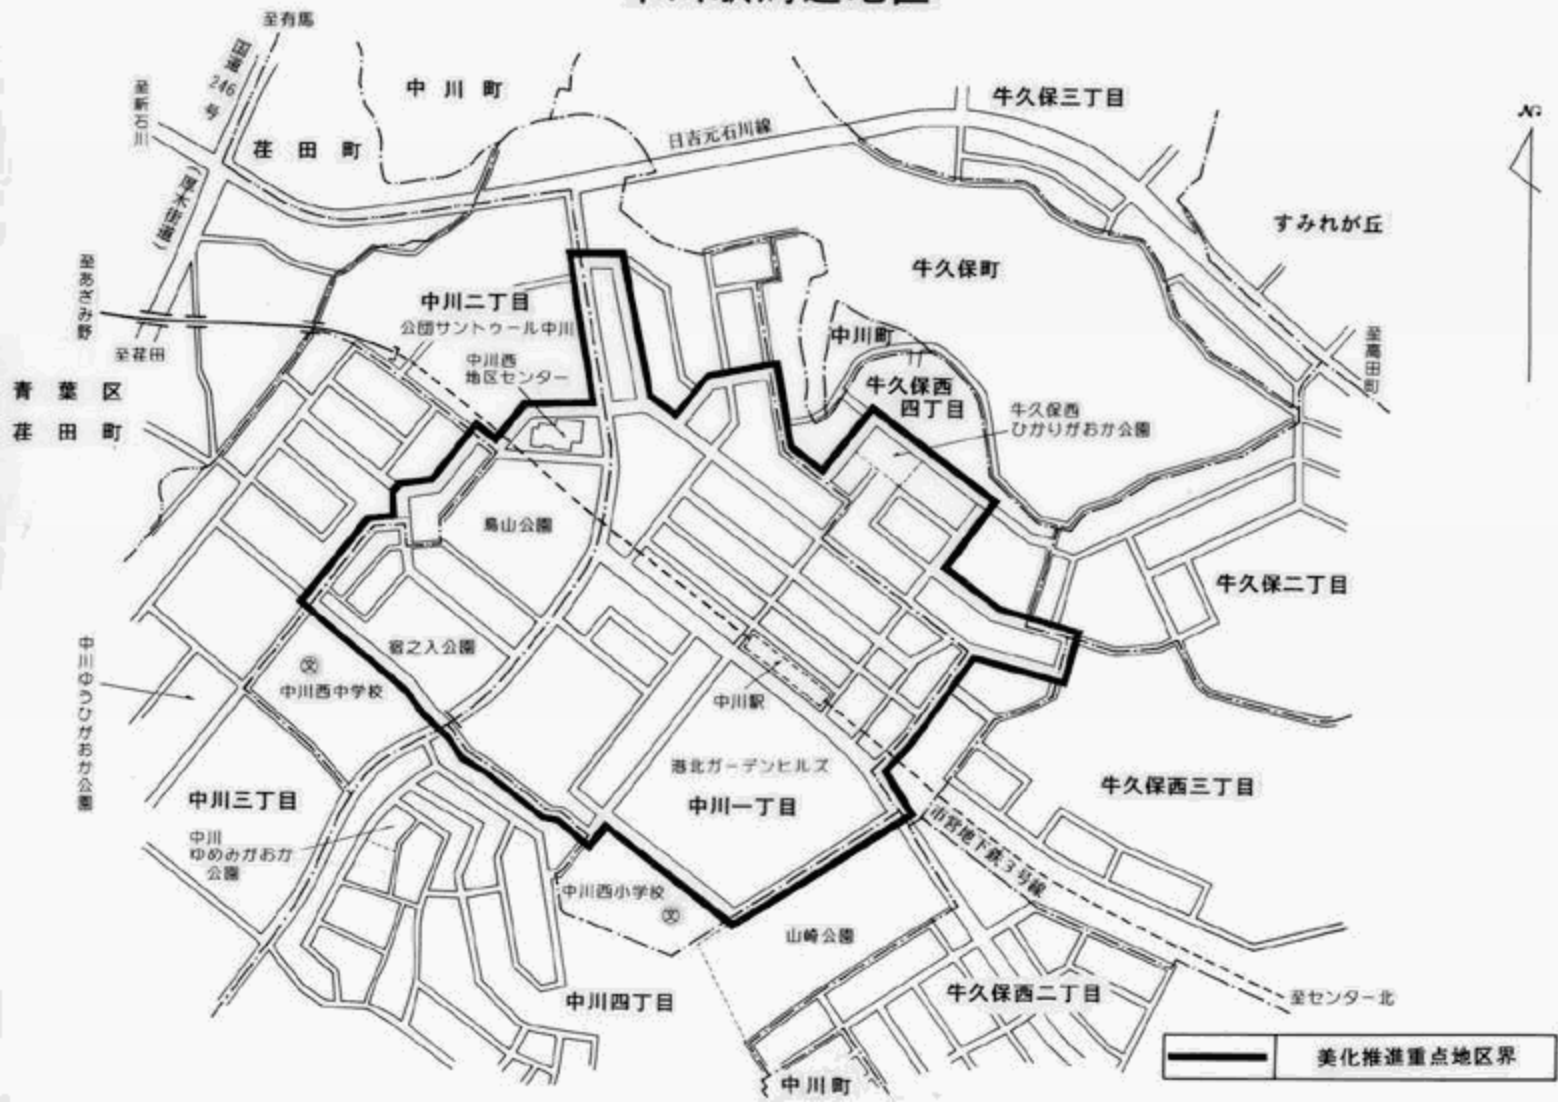 至有馬
国道246号
至新石川
中川町
牛久保三丁目
荏田町
日吉元石川線
(厚木街道)
すみれが丘
至あざみ野
牛久保町
中川二丁目
公団サントゥール中川
中川町
至荏田
中川西
地区センター
至高田町
牛久保西
四丁目
青葉区
荏田町
牛久保西
ひかりがおか公園
烏山公園
牛久保二丁目
宿之入公園
中川西中学校
文
中川駅
中川ゆうひがおか公園
港北ガーデンヒルズ
牛久保西三丁目
中川三丁目
中川一丁目
市営地下鉄3号線
中川
ゆめみがおか
公園
中川西小学校
文
山崎公園
中川四丁目
牛久保西二丁目
至センター北
美化推進重点地区界
中川町